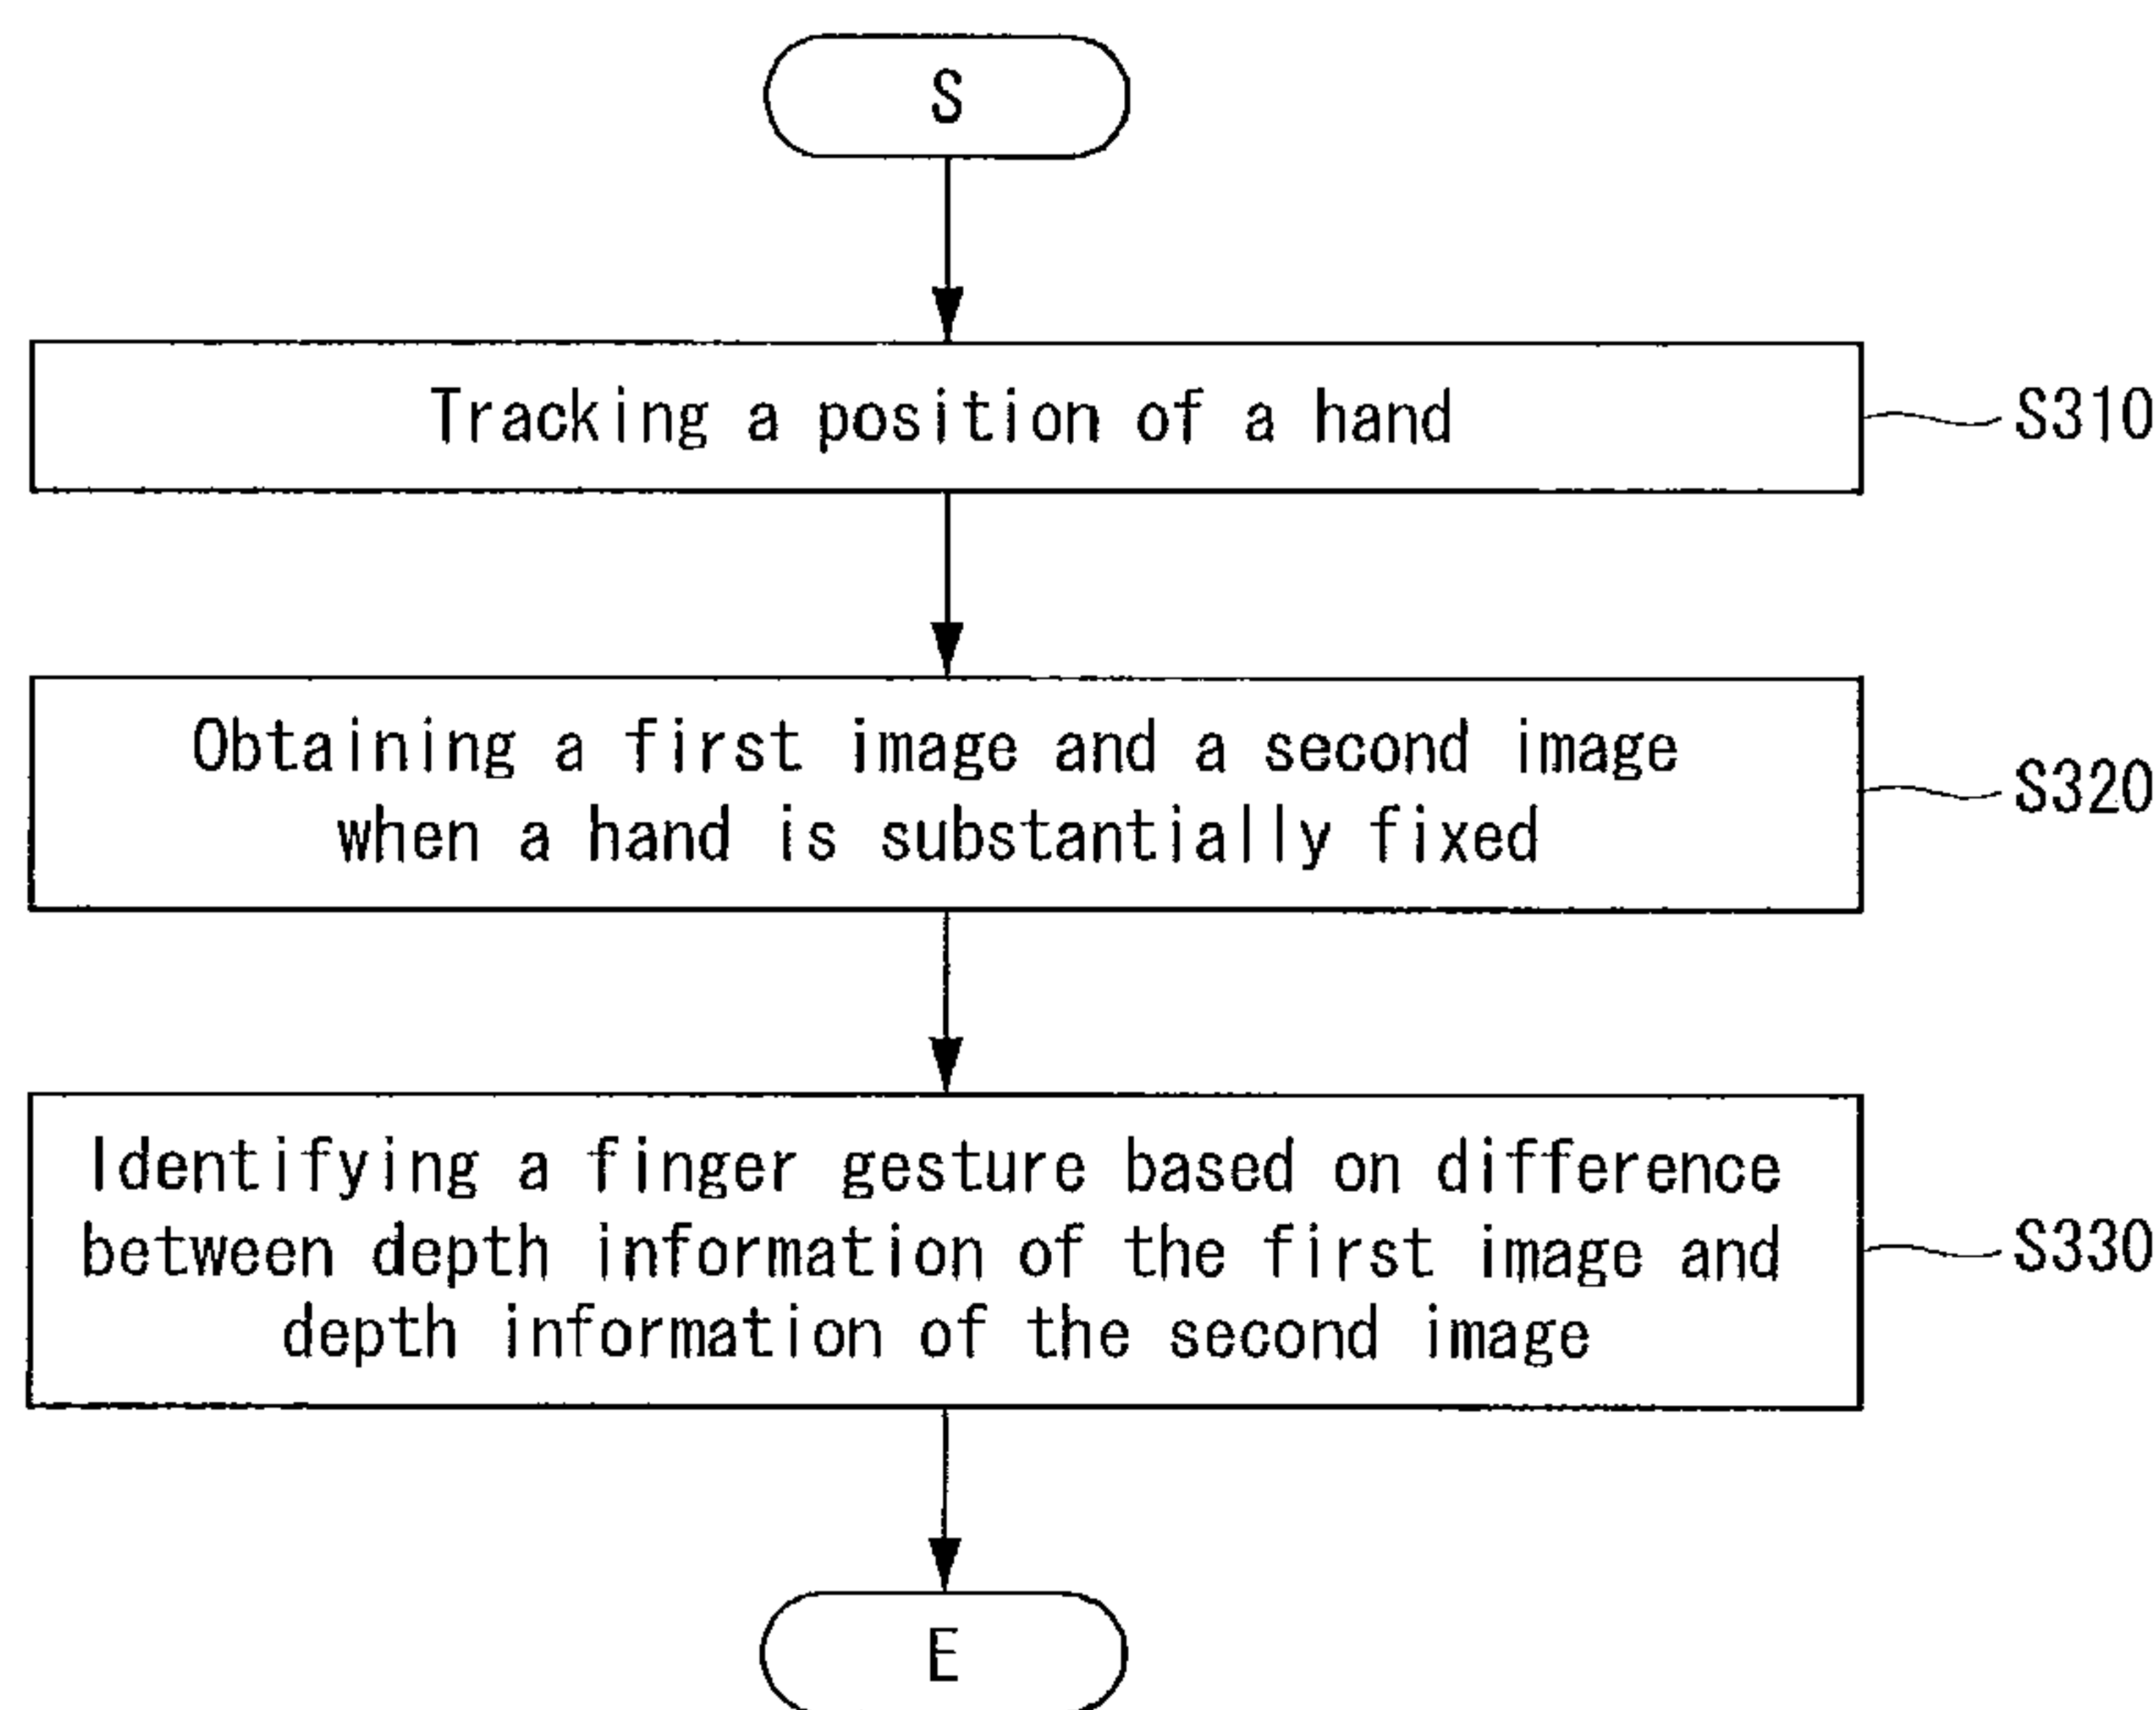 S
Tracking a position of a hand
S310
Obtaining a first image and a second image
when a hand is substantially fixed
S320
Identifying a finger gesture based on difference
between depth information of the first image and
depth information of the second image
S330
E